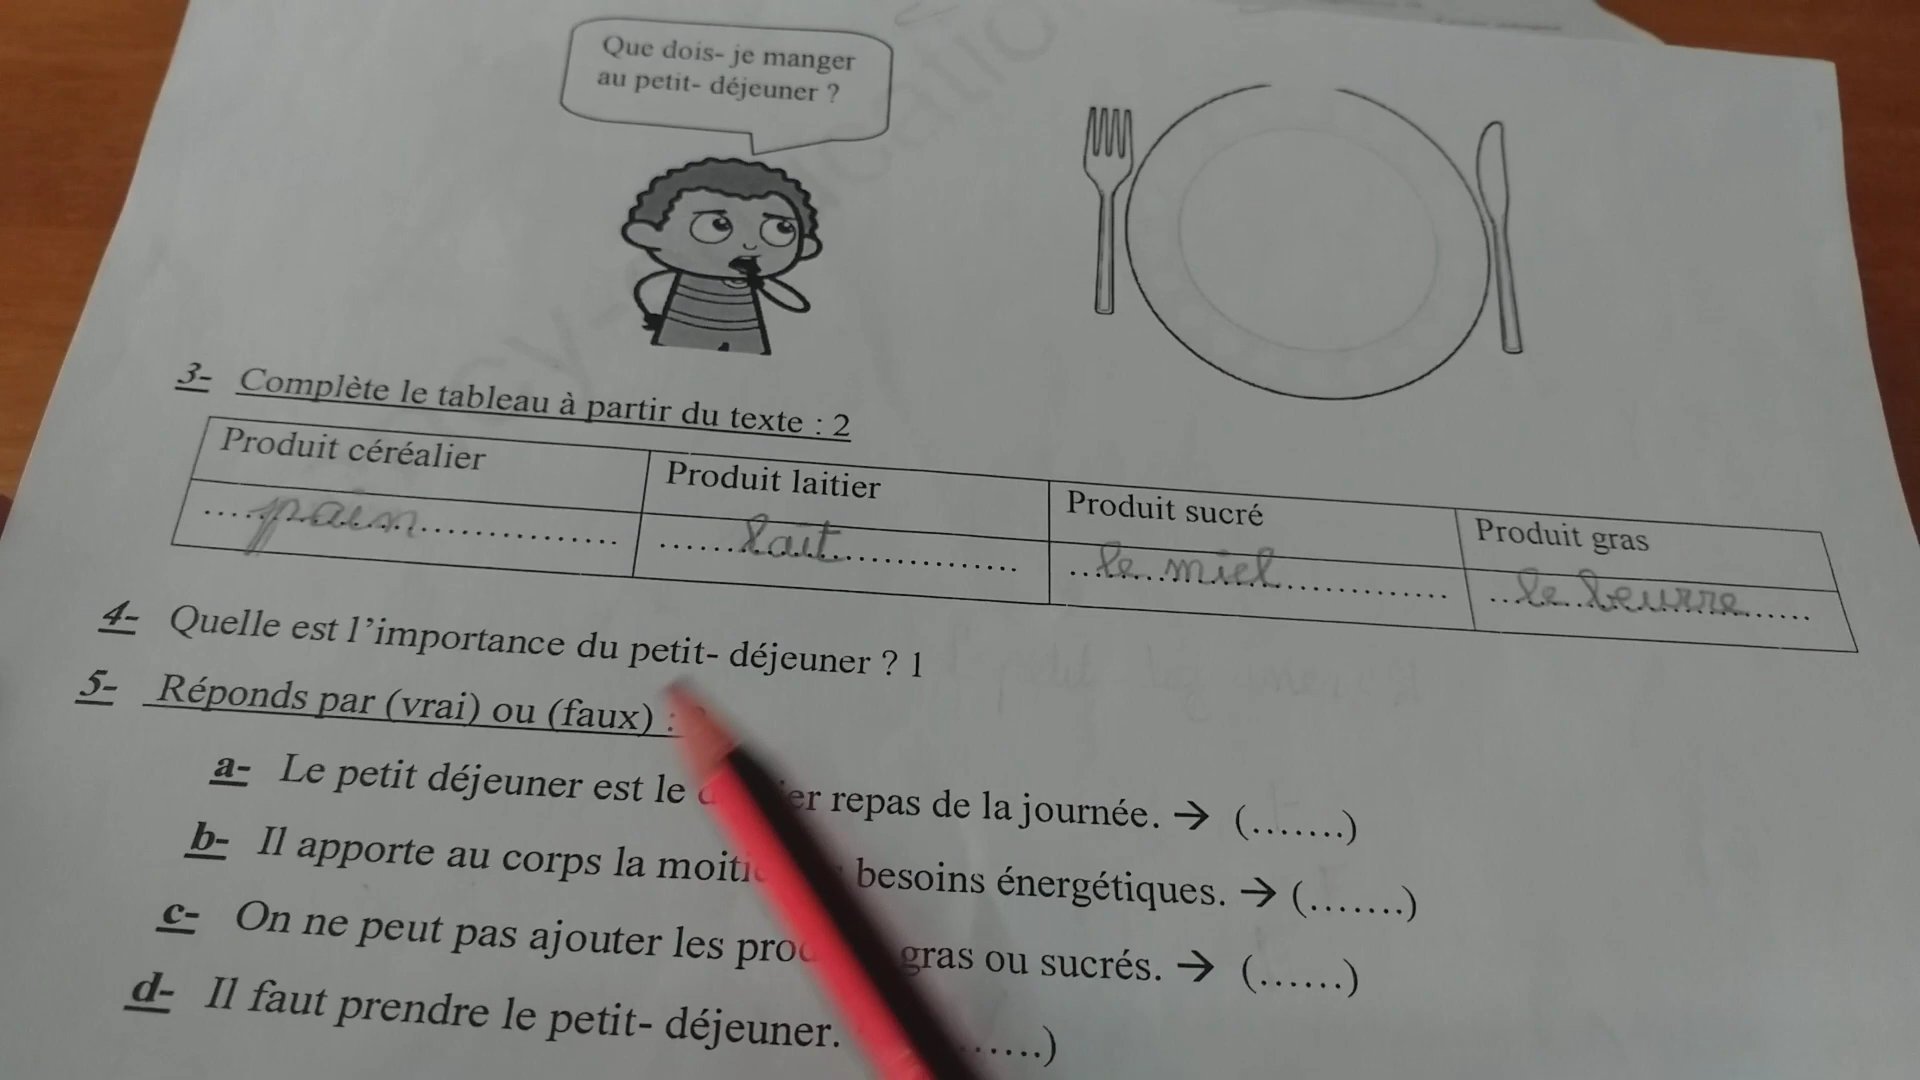 Que dois- je manger
au petit- déjeuner ?
3- Complète le tableau à partir du texte : 2
Produit céréalier Produit laitier Produit sucré Produit gras
....pain.................. ......lait............. ...le miel............... ..le beurre......
4- Quelle est l'importance du petit- déjeuner ? 1
5- Réponds par (vrai) ou (faux) :
a- Le petit déjeuner est le repas de la journée. → (.......)
b- Il apporte au corps la besoins énergétiques. → (.......)
c- On ne peut pas ajouter les gras ou sucrés. → (......)
d- Il faut prendre le petit- déjeuner. ......)